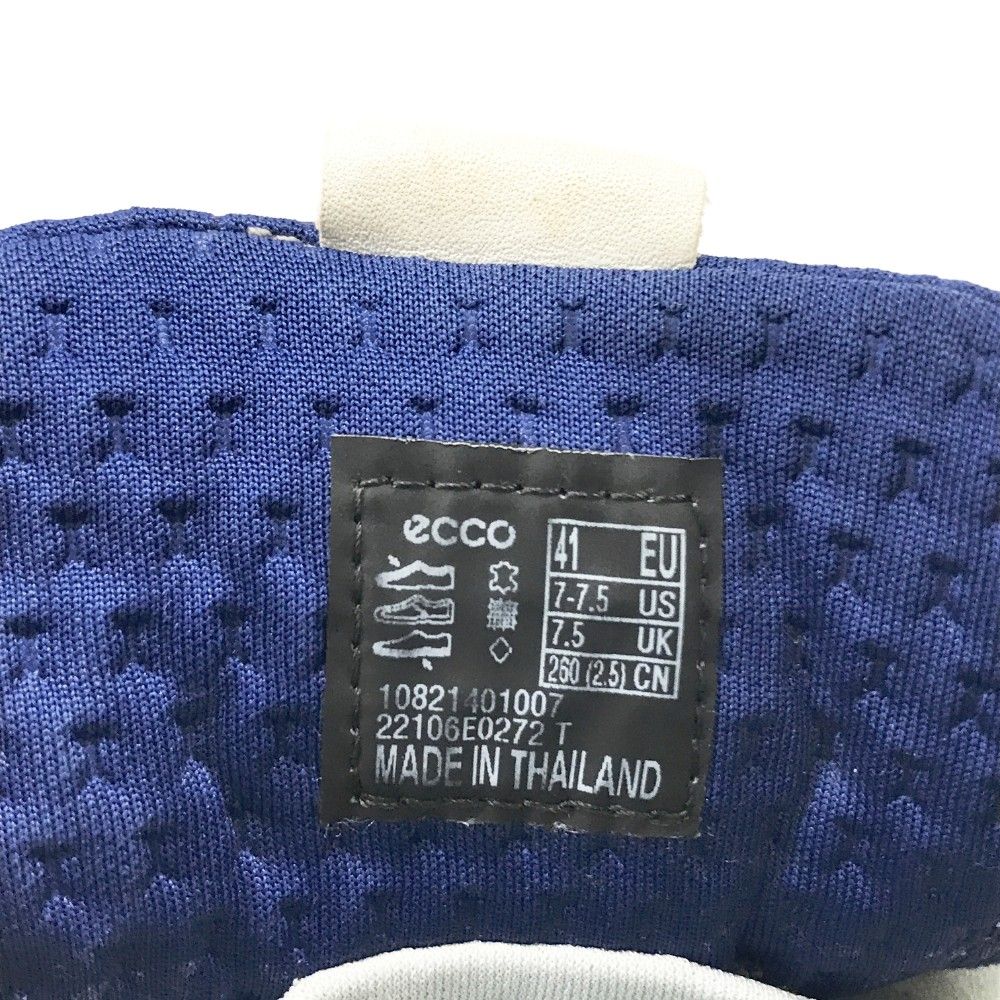 ecco
41 EU
7-7.5 US
7.5 UK
260 (2.5) CN
10821401007
22106E0272 T
MADE IN THAILAND